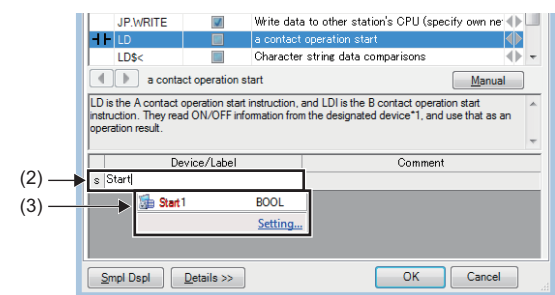 JP.WRITE Write data to other station's CPU (specify own ne
LD a contact operation start
LD$< Character string data comparisons
a contact operation start Manual
LD is the A contact operation start instruction, and LDI is the B contact operation start
instruction. They read ON/OFF information from the designated device*1, and use that as an
operation result.
Device/Label Comment
(2) s Start
(3) Start1 BOOL
Setting...
Smpl Dspl Details >> OK Cancel